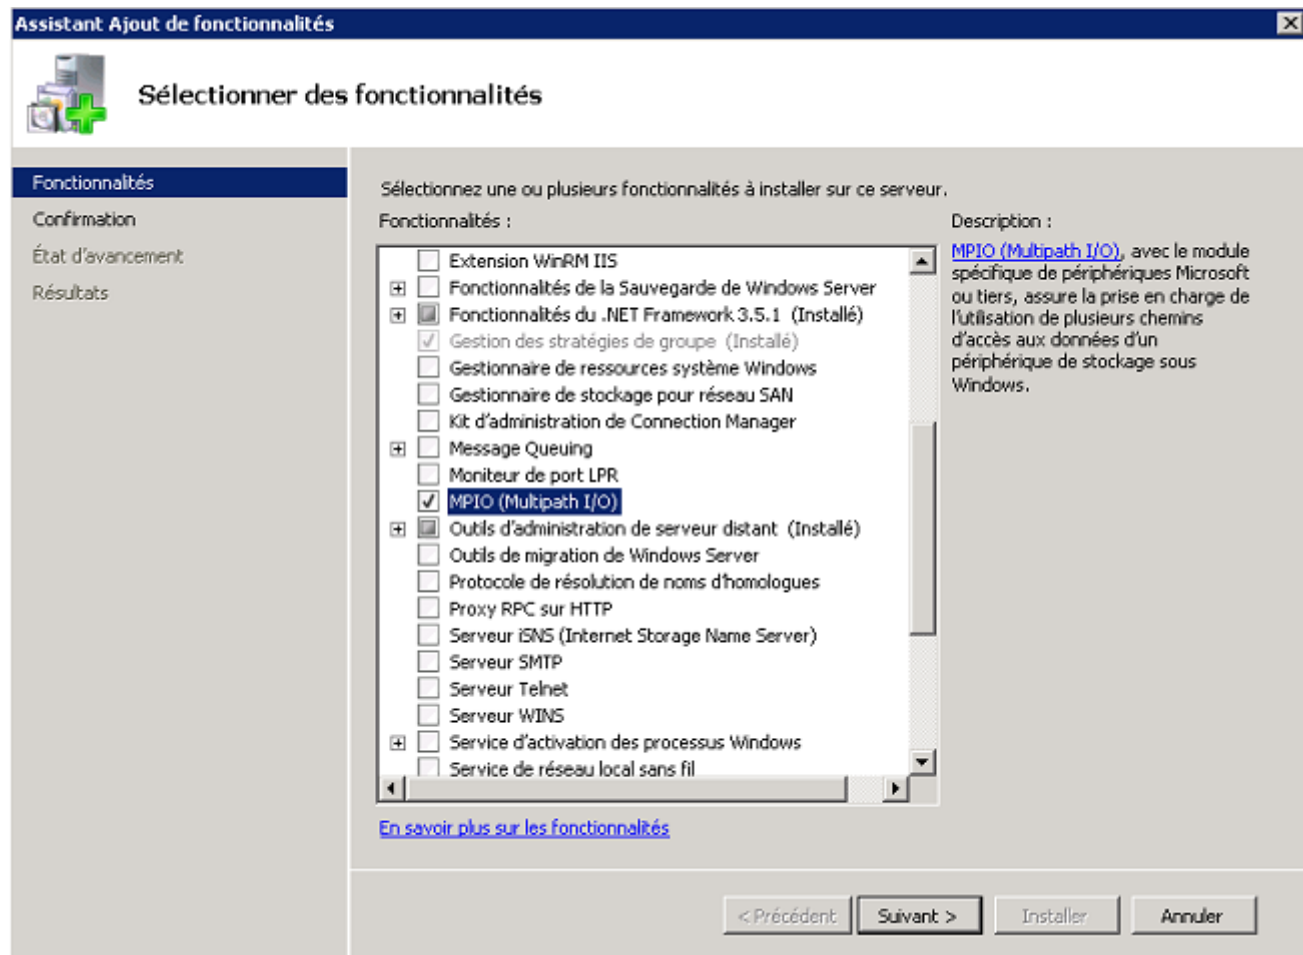 Assistant Ajout de fonctionnalités
Sélectionner des fonctionnalités
Fonctionnalités
Confirmation
État d'avancement
Résultats
Sélectionnez une ou plusieurs fonctionnalités à installer sur ce serveur.
Fonctionnalités :
Extension WinRM IIS
Fonctionnalités de la Sauvegarde de Windows Server
Fonctionnalités du .NET Framework 3.5.1 (Installé)
Gestion des stratégies de groupe (Installé)
Gestionnaire de ressources système Windows
Gestionnaire de stockage pour réseau SAN
Kit d'administration de Connection Manager
Message Queuing
Moniteur de port LPR
MPIO (Multipath I/O)
Outils d'administration de serveur distant (Installé)
Outils de migration de Windows Server
Protocole de résolution de noms d'homologues
Proxy RPC sur HTTP
Serveur iSNS (Internet Storage Name Server)
Serveur SMTP
Serveur Telnet
Serveur WINS
Service d'activation des processus Windows
Service de réseau local sans fil
En savoir plus sur les fonctionnalités
Description :
MPIO (Multipath I/O), avec le module
spécifique de périphériques Microsoft
ou tiers, assure la prise en charge de
l'utilisation de plusieurs chemins
d'accès aux données d'un
périphérique de stockage sous
Windows.
< Précédent
Suivant >
Installer
Annuler